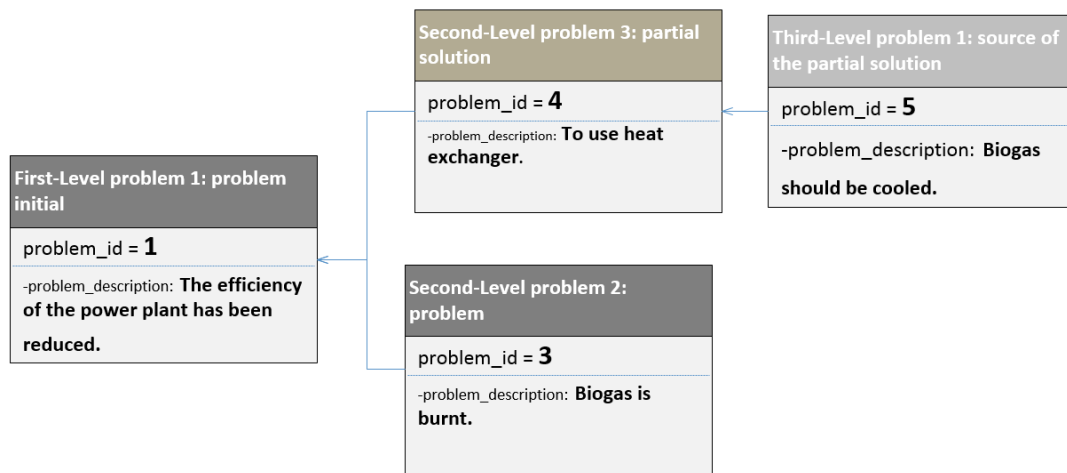 First-Level problem 1: problem
initial
problem_id = 1
-problem_description: The efficiency
of the power plant has been
reduced.
Second-Level problem 3: partial
solution
problem_id = 4
-problem_description: To use heat
exchanger.
Second-Level problem 2:
problem
problem_id = 3
-problem_description: Biogas is
burnt.
Third-Level problem 1: source of
the partial solution
problem_id = 5
-problem_description: Biogas
should be cooled.